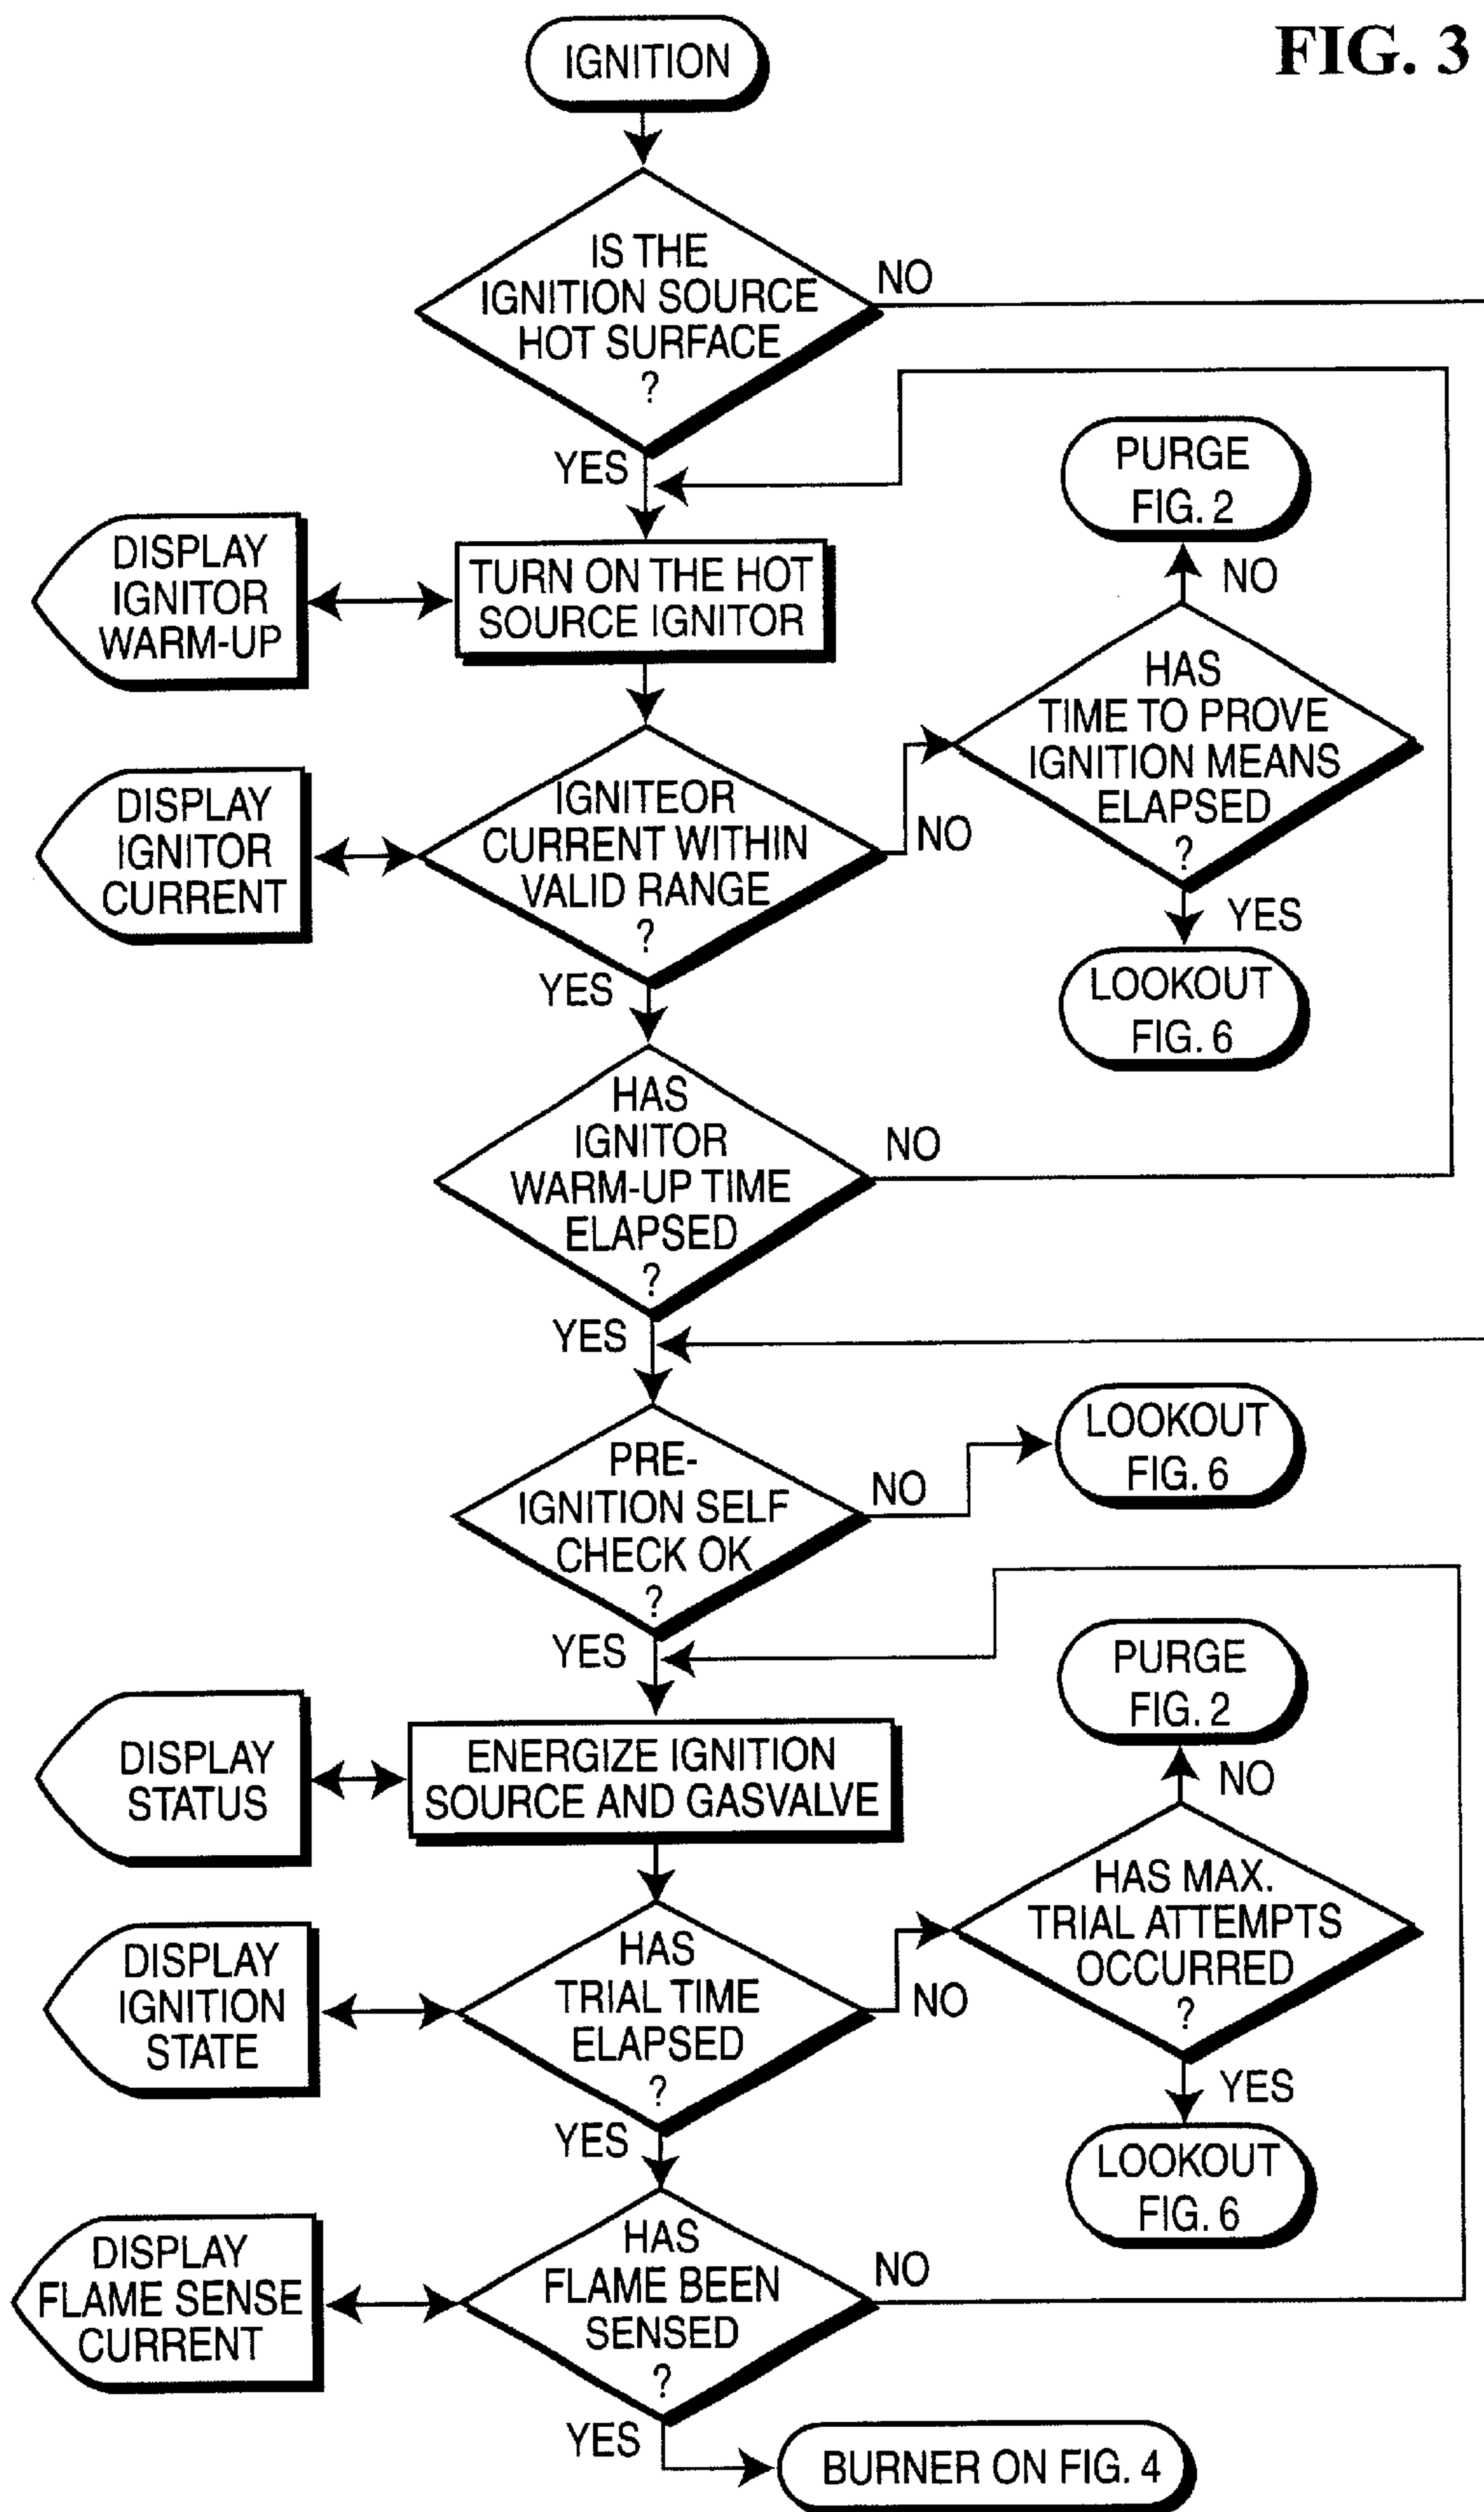 FIG. 3
IGNITION
IS THE
IGNITION SOURCE
HOT SURFACE
?
NO
YES
PURGE
FIG. 2
DISPLAY
IGNITOR
WARM-UP
TURN ON THE HOT
SOURCE IGNITOR
NO
HAS
TIME TO PROVE
IGNITION MEANS
ELAPSED
?
DISPLAY
IGNITOR
CURRENT
IGNITEOR
CURRENT WITHIN
VALID RANGE
?
NO
YES
YES
LOOKOUT
FIG. 6
HAS
IGNITOR
WARM-UP TIME
ELAPSED
?
NO
YES
PRE-
IGNITION SELF
CHECK OK
?
NO
LOOKOUT
FIG. 6
YES
PURGE
FIG. 2
DISPLAY
STATUS
ENERGIZE IGNITION
SOURCE AND GASVALVE
NO
HAS MAX.
TRIAL ATTEMPTS
OCCURRED
?
DISPLAY
IGNITION
STATE
HAS
TRIAL TIME
ELAPSED
?
NO
YES
YES
LOOKOUT
FIG. 6
DISPLAY
FLAME SENSE
CURRENT
HAS
FLAME BEEN
SENSED
?
NO
YES
BURNER ON FIG. 4